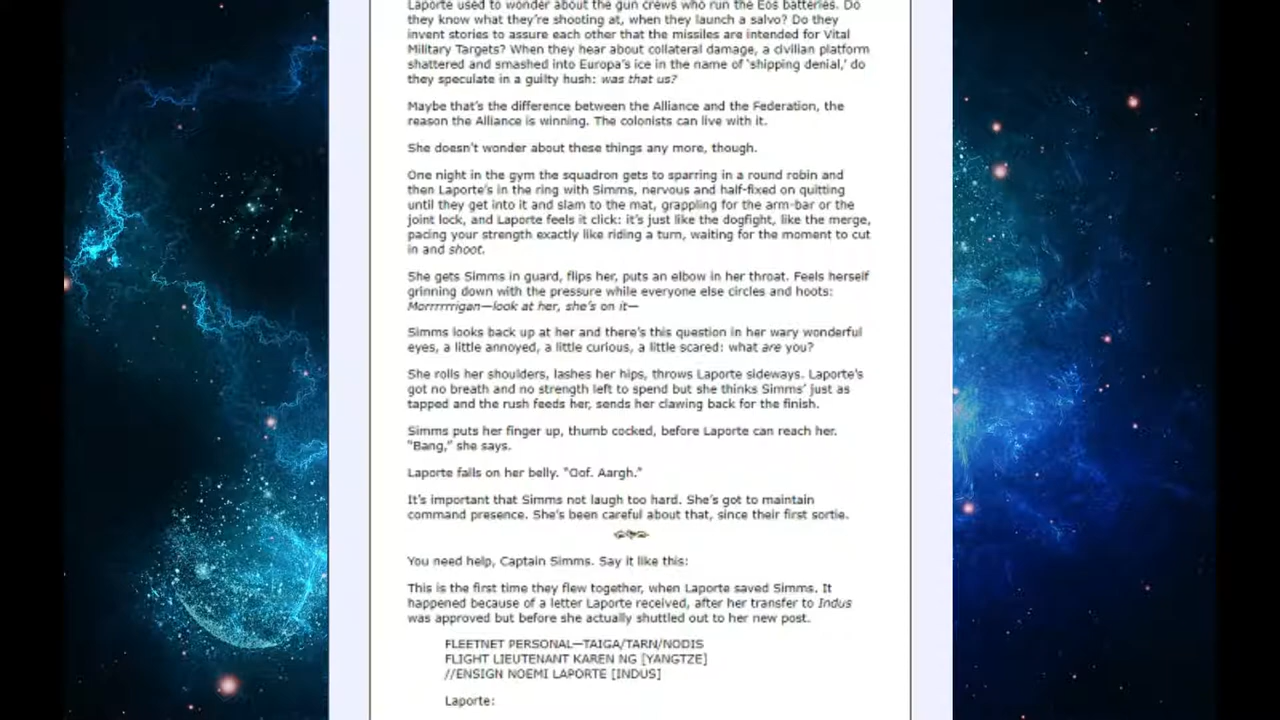 Laporte used to wonder about the gun crews who run the Eos batteries. Do
they know what they're shooting at, when they launch a salvo? Do they
invent stories to assure each other that the missiles are intended for Vital
Military Targets? When they hear about collateral damage, a civilian platform
shattered and smashed into Europa's ice in the name of 'shipping denial,' do
they speculate in a guilty hush: was that us?
Maybe that's the difference between the Alliance and the Federation, the
reason the Alliance is winning. The colonists can live with it.
She doesn't wonder about these things any more, though.
One night in the gym the squadron gets to sparring in a round robin and
then Laporte's in the ring with Simms, nervous and half-fixed on quitting
until they get into it and slam to the mat, grappling for the arm-bar or the
joint lock, and Laporte feels it click: it's just like the dogfight, like the merge,
pacing your strength exactly like riding a turn, waiting for the moment to cut
in and shoot.
She gets Simms in guard, flips her, puts an elbow in her throat. Feels herself
grinning down with the pressure while everyone else circles and hoots:
Morrrrrrigan—look at her, she's on it—
Simms looks back up at her and there's this question in her wary wonderful
eyes, a little annoyed, a little curious, a little scared: what are you?
She rolls her shoulders, lashes her hips, throws Laporte sideways. Laporte's
got no breath and no strength left to spend but she thinks Simms' just as
tapped and the rush feeds her, sends her clawing back for the finish.
Simms puts her finger up, thumb cocked, before Laporte can reach her.
"Bang," she says.
Laporte falls on her belly. "Oof. Aargh."
It's important that Simms not laugh too hard. She's got to maintain
command presence. She's been careful about that, since their first sortie.
You need help, Captain Simms. Say it like this:
This is the first time they flew together, when Laporte saved Simms. It
happened because of a letter Laporte received, after her transfer to Indus
was approved but before she actually shuttled out to her new post.
FLEETNET PERSONAL—TAIGA/TARN/NODIS
FLIGHT LIEUTENANT KAREN NG [YANGTZE]
//ENSIGN NOEMI LAPORTE [INDUS]
Laporte: